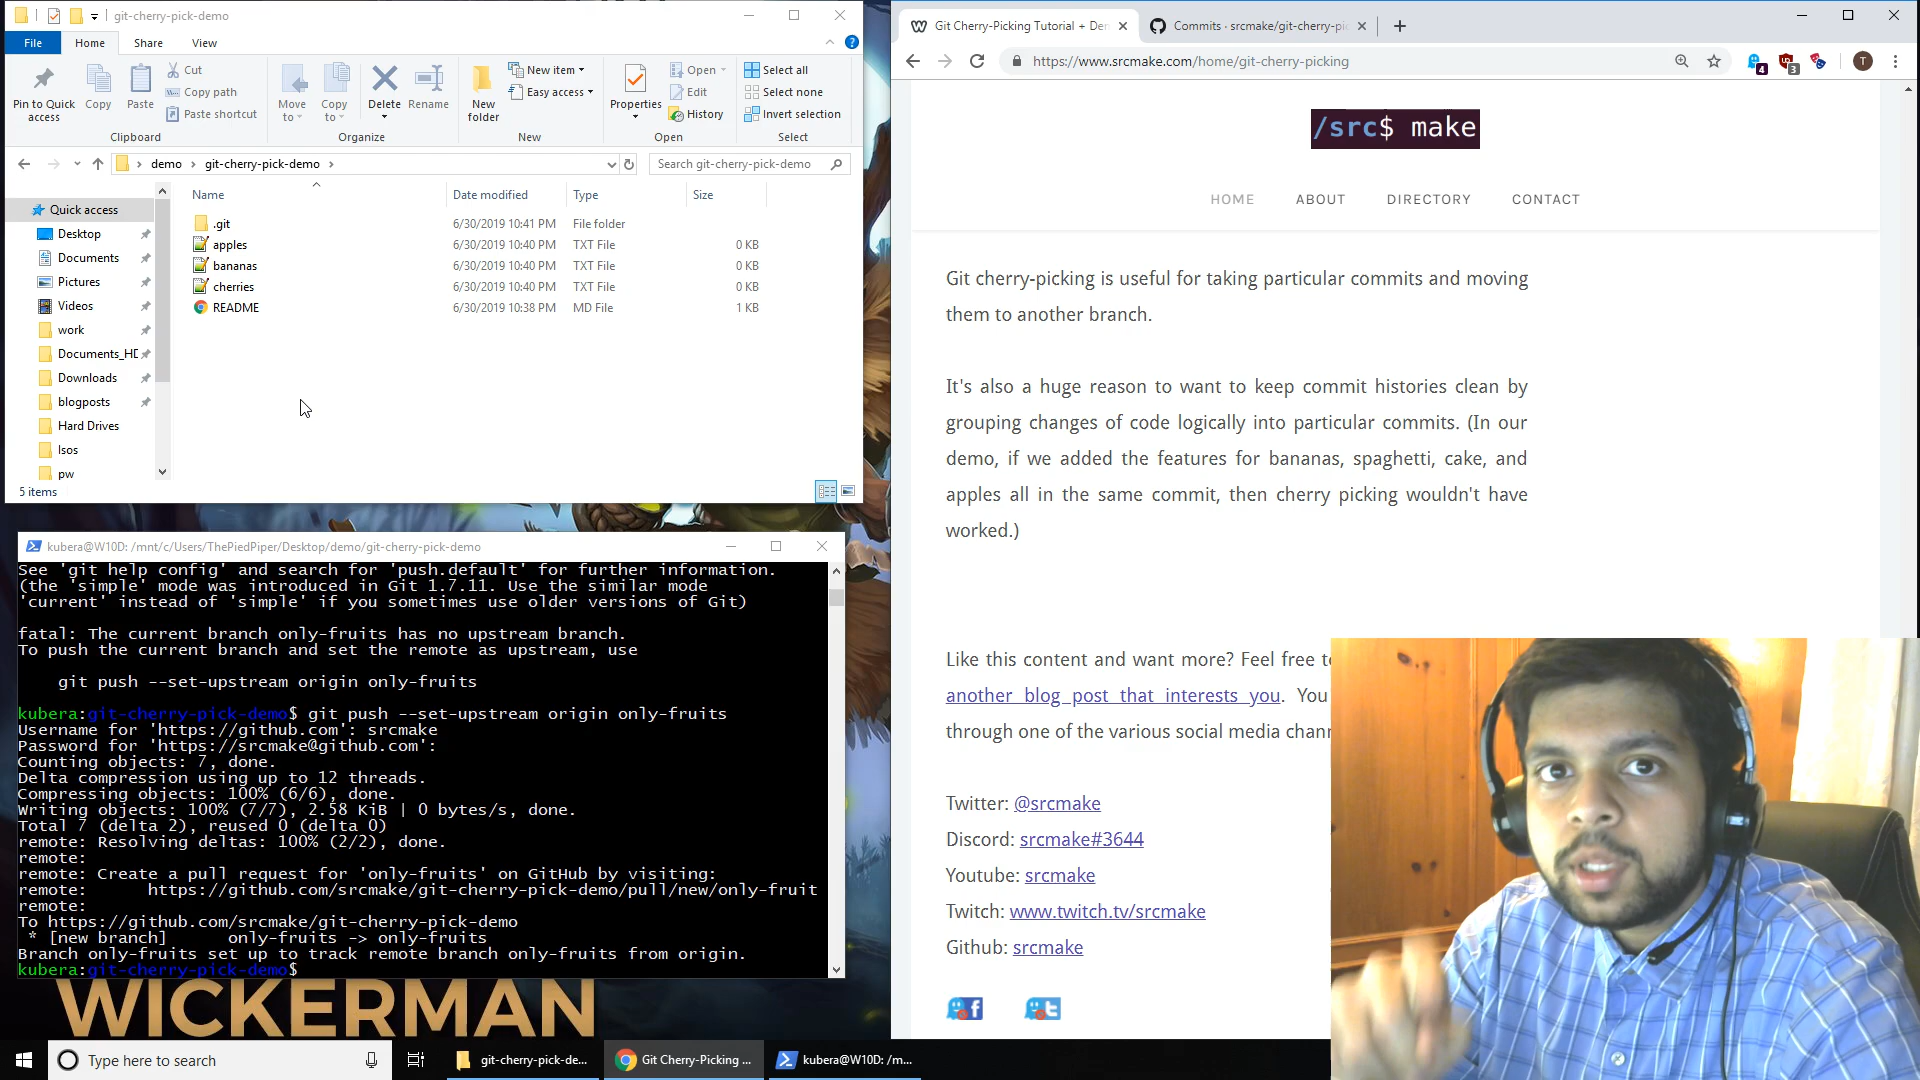 git-cherry-pick-demo
File
Home
Share
View
Pin to Quick access
Copy
Paste
Cut
Copy path
Paste shortcut
Clipboard
Move to
Copy to
Delete
Rename
Organize
New folder
New item
Easy access
New
Properties
Open
Edit
History
Open
Select all
Select none
Invert selection
Select
demo
git-cherry-pick-demo
Search git-cherry-pick-demo
Name
Date modified
Type
Size
Quick access
Desktop
Documents
Pictures
Videos
work
Documents_HD
Downloads
blogposts
Hard Drives
lsos
pw
.git 6/30/2019 10:41 PM File folder
apples 6/30/2019 10:40 PM TXT File 0 KB
bananas 6/30/2019 10:40 PM TXT File 0 KB
cherries 6/30/2019 10:40 PM TXT File 0 KB
README 6/30/2019 10:38 PM MD File 1 KB
5 items
kubera@W10D: /mnt/c/Users/ThePiedPiper/Desktop/demo/git-cherry-pick-demo
See 'git help config' and search for 'push.default' for further information.
(the 'simple' mode was introduced in Git 1.7.11. Use the similar mode
'current' instead of 'simple' if you sometimes use older versions of Git)
fatal: The current branch only-fruits has no upstream branch.
To push the current branch and set the remote as upstream, use
git push --set-upstream origin only-fruits
kubera:git-cherry-pick-demo$ git push --set-upstream origin only-fruits
Username for 'https://github.com': srcmake
Password for 'https://srcmake@github.com':
Counting objects: 7, done.
Delta compression using up to 12 threads.
Compressing objects: 100% (6/6), done.
Writing objects: 100% (7/7), 2.58 KiB | 0 bytes/s, done.
Total 7 (delta 2), reused 0 (delta 0)
remote: Resolving deltas: 100% (2/2), done.
remote:
remote: Create a pull request for 'only-fruits' on GitHub by visiting:
remote: https://github.com/srcmake/git-cherry-pick-demo/pull/new/only-fruit
remote:
To https://github.com/srcmake/git-cherry-pick-demo
* [new branch] only-fruits -> only-fruits
Branch only-fruits set up to track remote branch only-fruits from origin.
kubera:git-cherry-pick-demo$
WICKERMAN
Type here to search
git-cherry-pick-de...
Git Cherry-Picking ...
kubera@W10D: /m...
Git Cherry-Picking Tutorial + Der
Commits · srcmake/git-cherry-pic
https://www.srcmake.com/home/git-cherry-picking
4
3
T
/src$ make
HOME
ABOUT
DIRECTORY
CONTACT
Git cherry-picking is useful for taking particular commits and moving
them to another branch.
It's also a huge reason to want to keep commit histories clean by
grouping changes of code logically into particular commits. (In our
demo, if we added the features for bananas, spaghetti, cake, and
apples all in the same commit, then cherry picking wouldn't have
worked.)
Like this content and want more? Feel free to
another blog post that interests you. You
through one of the various social media chann
Twitter: @srcmake
Discord: srcmake#3644
Youtube: srcmake
Twitch: www.twitch.tv/srcmake
Github: srcmake